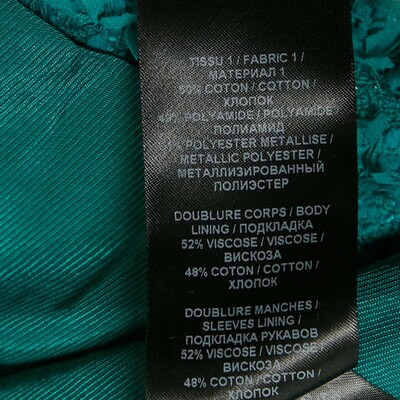 TISSU 1 / FABRIC 1 /
МАТЕРИАЛ 1
50% COTON / COTTON /
ХЛОПОК
49% POLYAMIDE / POLYAMIDE
ПОЛИАМИД
1% POLYESTER METALLISE /
METALLIC POLYESTER /
МЕТАЛЛИЗИРОВАННЫЙ
ПОЛИЭСТЕР
DOUBLURE CORPS / BODY
LINING / ПОДКЛАДКА
52% VISCOSE / VISCOSE /
ВИСКОЗА
48% COTON / COTTON /
ХЛОПОК
DOUBLURE MANCHES /
SLEEVES LINING /
ПОДКЛАДКА РУКАВОВ
52% VISCOSE / VISCOSE /
ВИСКОЗА
48% COTON / COTTON /
ХЛОПОК